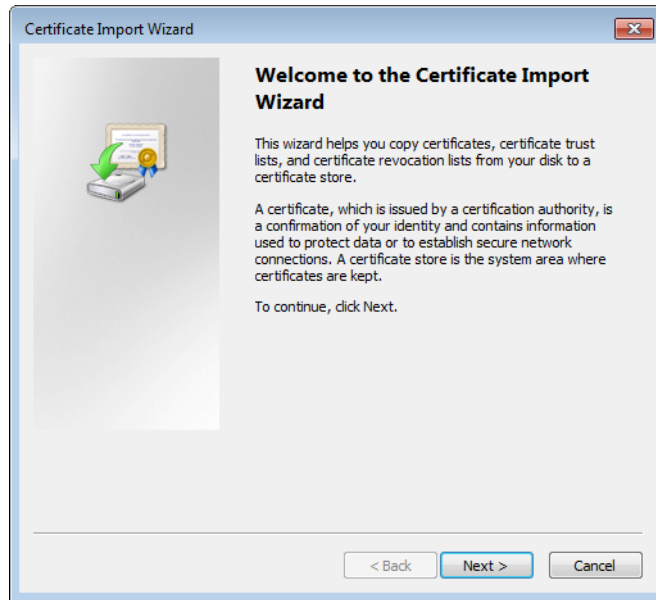 Certificate Import Wizard
Welcome to the Certificate Import
Wizard
This wizard helps you copy certificates, certificate trust
lists, and certificate revocation lists from your disk to a
certificate store.
A certificate, which is issued by a certification authority, is
a confirmation of your identity and contains information
used to protect data or to establish secure network
connections. A certificate store is the system area where
certificates are kept.
To continue, click Next.
< Back Next > Cancel